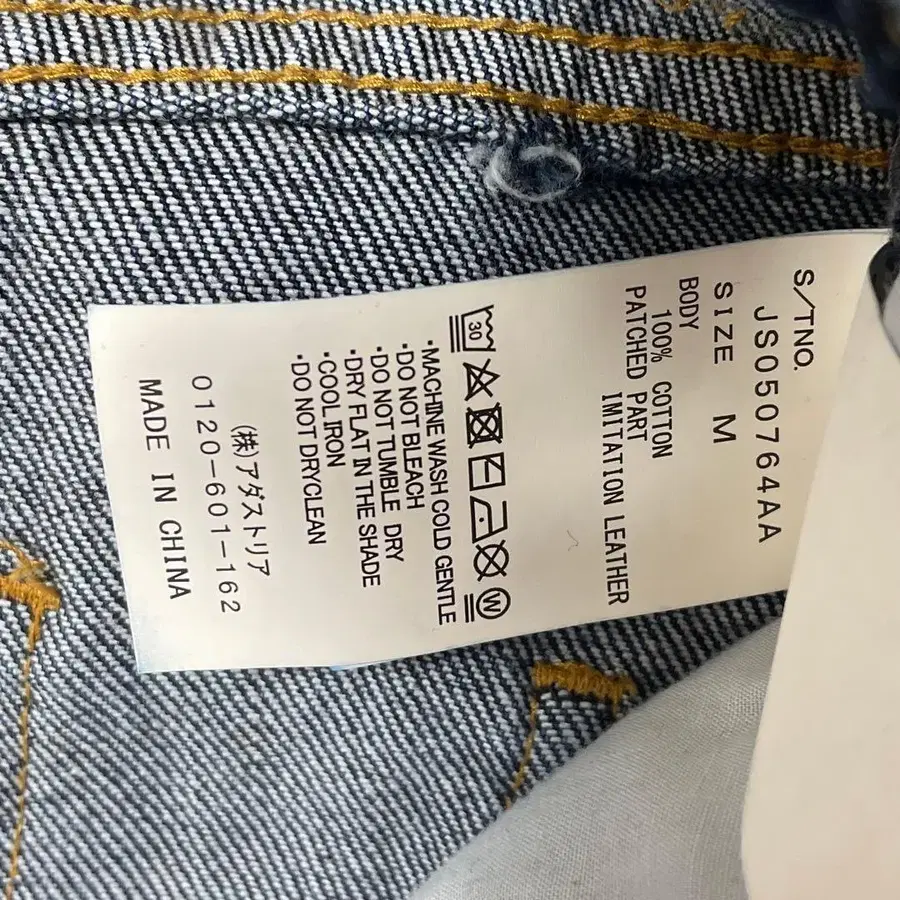 S/TNO.
JS050764AA
SIZE M
BODY
100% COTTON
PATCHED PART
IMITATION LEATHER
30 W
･MACHINE WASH COLD GENTLE
･DO NOT BLEACH
･DO NOT TUMBLE DRY
･DRY FLAT IN THE SHADE
･COOL IRON
･DO NOT DRYCLEAN
(株)アダストリア
0120-601-162
MADE IN CHINA